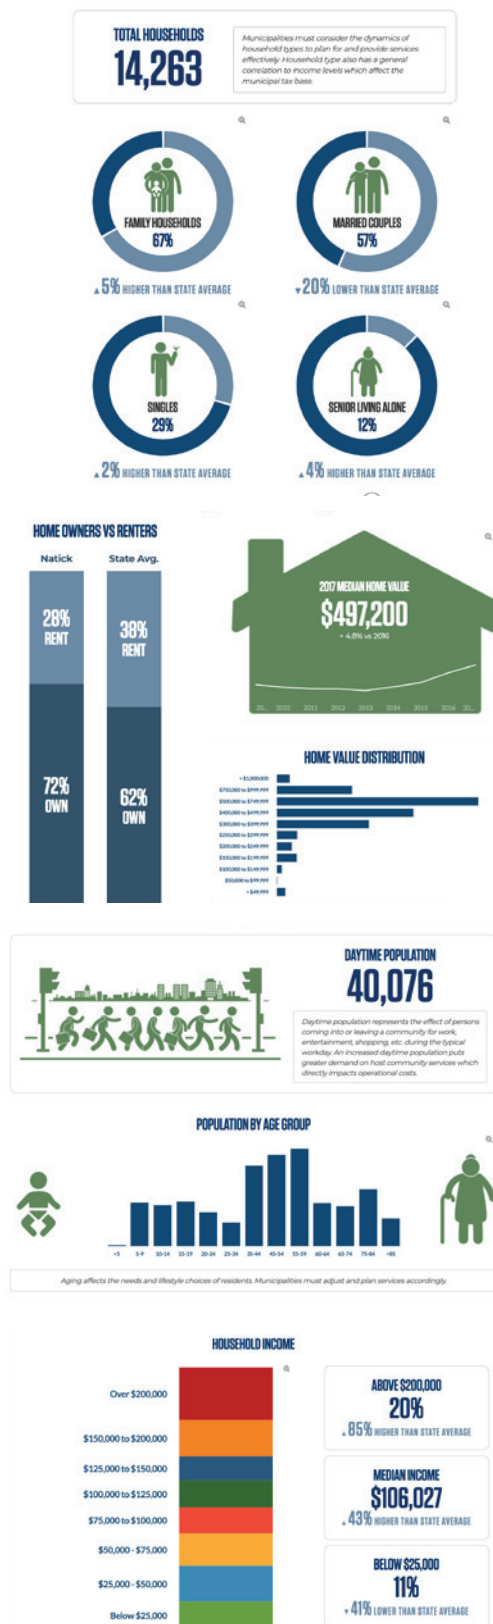 TOTAL HOUSEHOLDS
14,263
Municipalities must consider the dynamics of
household types to plan for and provide services
effectively. Household type also has a general
correlation to income levels which affect the
municipal tax base.
FAMILY HOUSEHOLDS
67%
▲5% HIGHER THAN STATE AVERAGE
MARRIED COUPLES
57%
▼20% LOWER THAN STATE AVERAGE
SINGLES
29%
▲2% HIGHER THAN STATE AVERAGE
SENIOR LIVING ALONE
12%
▲4% HIGHER THAN STATE AVERAGE
HOME OWNERS VS RENTERS
Natick
State Avg.
28%
RENT
38%
RENT
72%
OWN
62%
OWN
2017 MEDIAN HOME VALUE
$497,200
+ 4.8% vs 2016
20... 2010 2011 2012 2013 2014 2015 2016 20...
HOME VALUE DISTRIBUTION
> $1,000,000
$750,000 to $999,999
$500,000 to $749,999
$400,000 to $499,999
$300,000 to $399,999
$250,000 to $299,999
$200,000 to $249,999
$150,000 to $199,999
$100,000 to $149,999
$50,000 to $99,999
< $49,999
DAYTIME POPULATION
40,076
Daytime population represents the effect of persons
coming into or leaving a community for work,
entertainment, shopping, etc. during the typical
workday. An increased daytime population puts
greater demand on host community services which
directly impacts operational costs.
POPULATION BY AGE GROUP
<5 5-9 10-14 15-19 20-24 25-34 35-44 45-54 55-59 60-64 65-74 75-84 >85
Aging affects the needs and lifestyle choices of residents. Municipalities must adjust and plan services accordingly.
HOUSEHOLD INCOME
Over $200,000
$150,000 to $200,000
$125,000 to $150,000
$100,000 to $125,000
$75,000 to $100,000
$50,000 - $75,000
$25,000 - $50,000
Below $25,000
ABOVE $200,000
20%
▲85% HIGHER THAN STATE AVERAGE
MEDIAN INCOME
$106,027
▲43% HIGHER THAN STATE AVERAGE
BELOW $25,000
11%
▼41% LOWER THAN STATE AVERAGE